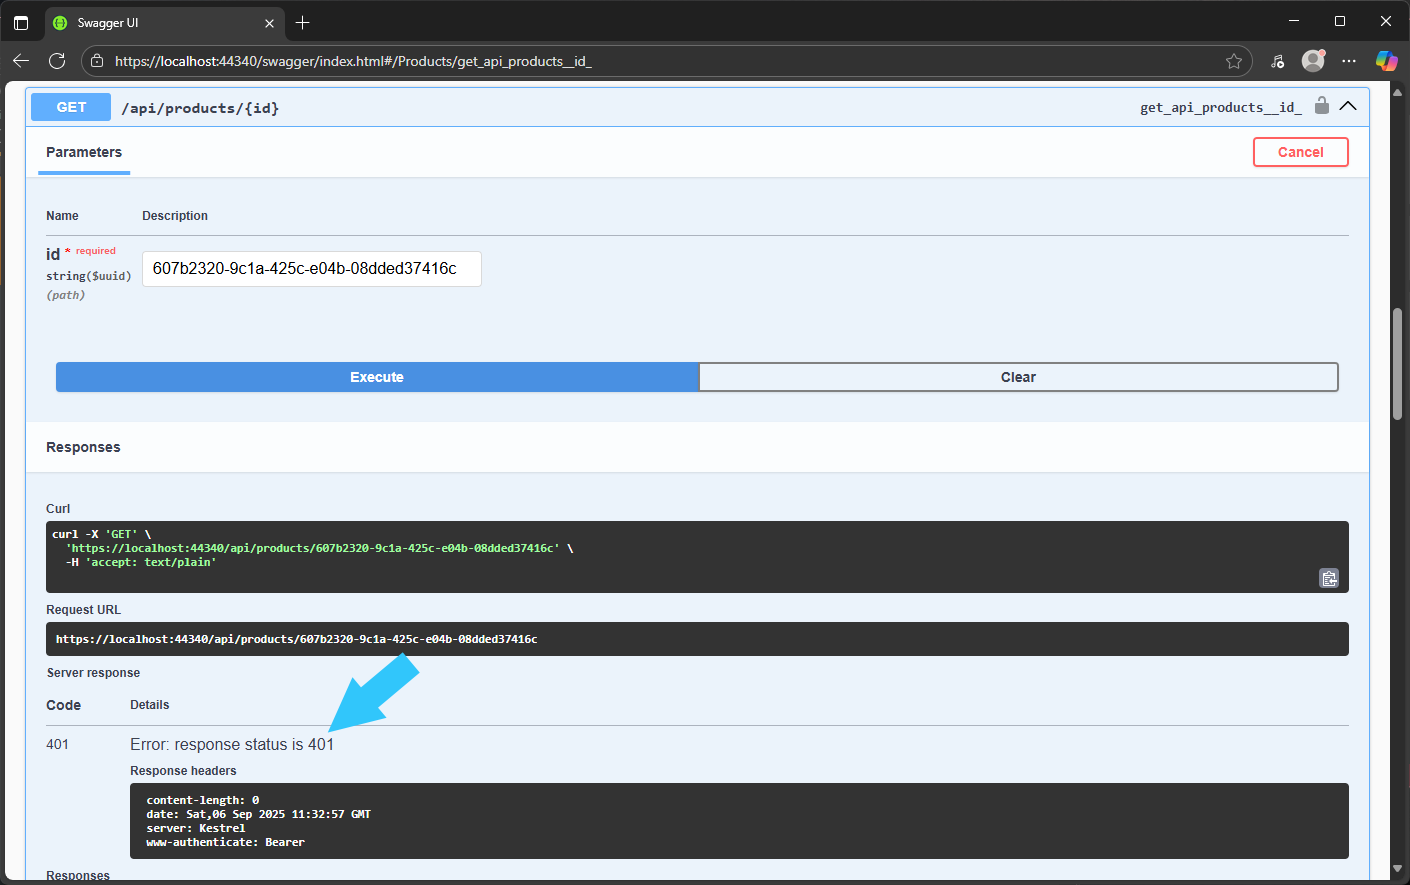 Swagger UI
https://localhost:44340/swagger/index.html#/Products/get_api_products__id_
GET /api/products/{id} get_api_products__id_
Parameters Cancel
Name Description
id * required
string($uuid)
(path)
607b2320-9c1a-425c-e04b-08dded37416c
Execute Clear
Responses
Curl
curl -X 'GET' \
'https://localhost:44340/api/products/607b2320-9c1a-425c-e04b-08dded37416c' \
-H 'accept: text/plain'
Request URL
https://localhost:44340/api/products/607b2320-9c1a-425c-e04b-08dded37416c
Server response
Code Details
401 Error: response status is 401
Response headers
content-length: 0
date: Sat,06 Sep 2025 11:32:57 GMT
server: Kestrel
www-authenticate: Bearer
Responses